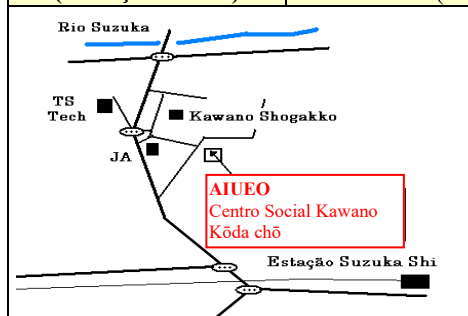 Rio Suzuka
TS
Tech
Kawano Shogakko
JA
AIUEO
Centro Social Kawano
Kōda chō
Estação Suzuka Shi